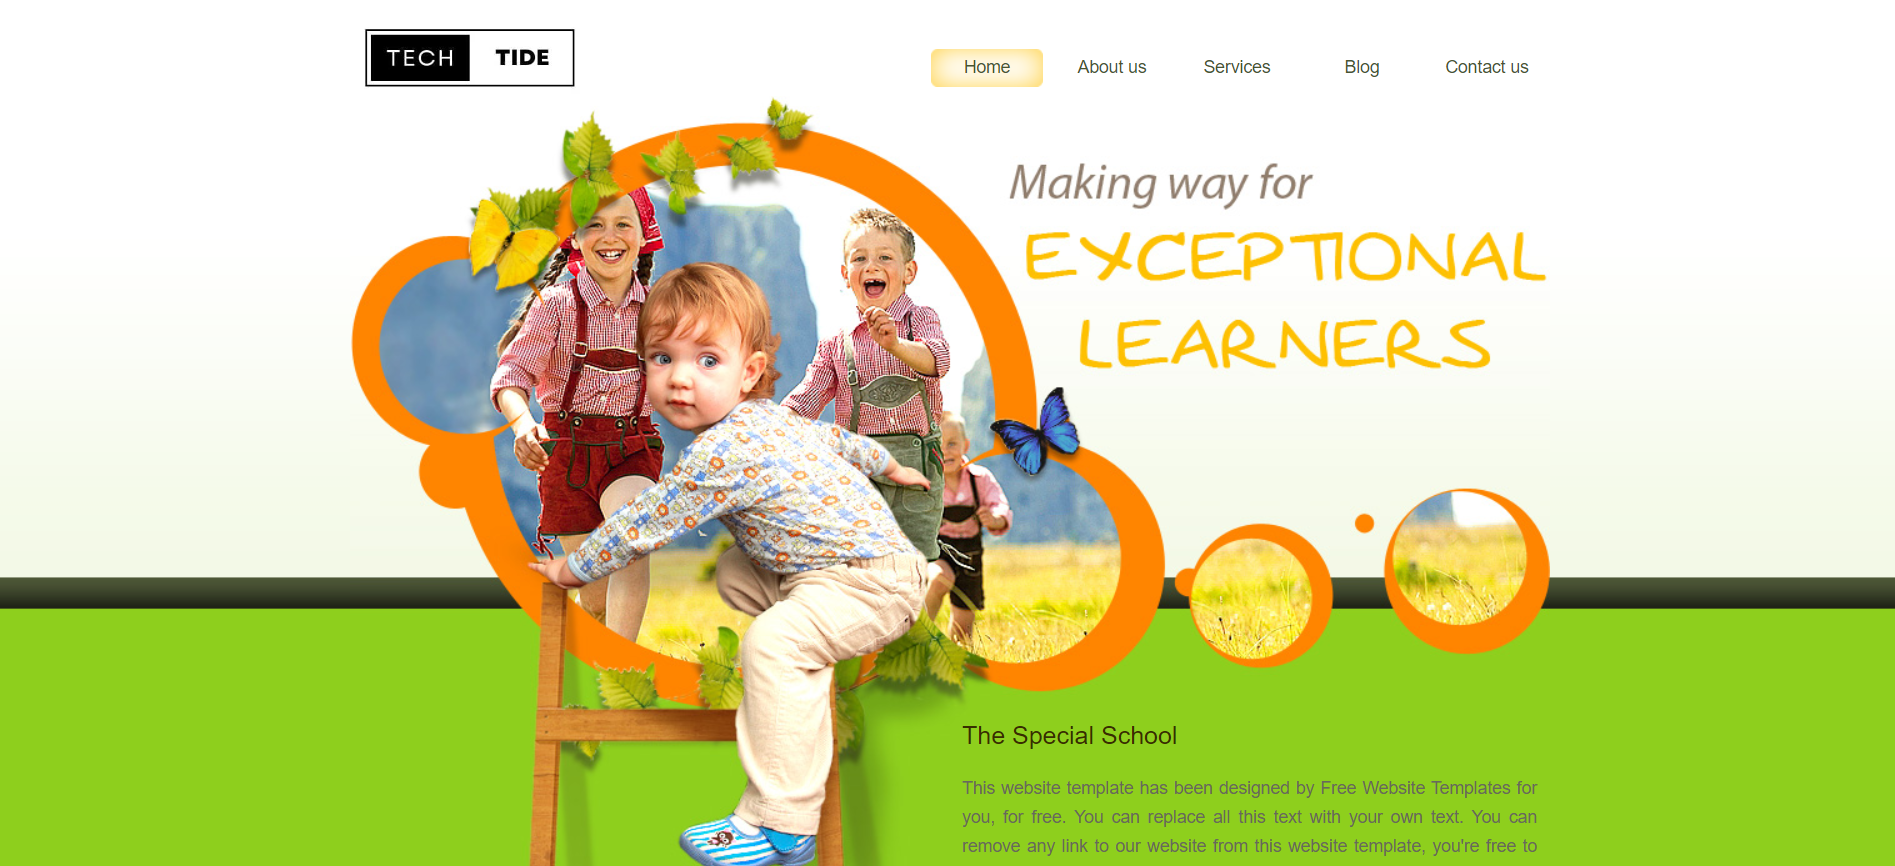 TECH TIDE
Home About us Services Blog Contact us
Making way for
EXCEPTIONAL
LEARNERS
The Special School
This website template has been designed by Free Website Templates for
you, for free. You can replace all this text with your own text. You can
remove any link to our website from this website template, you're free to